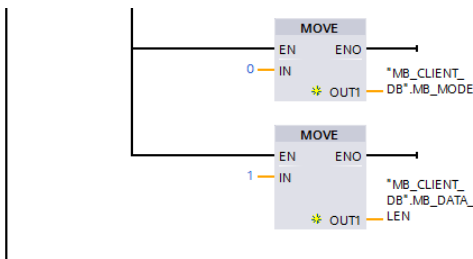 MOVE
EN ENO
0 IN
"MB_CLIENT_
OUT1 DB".MB_MODE
MOVE
EN ENO
1 IN
"MB_CLIENT_
DB".MB_DATA_
OUT1 LEN